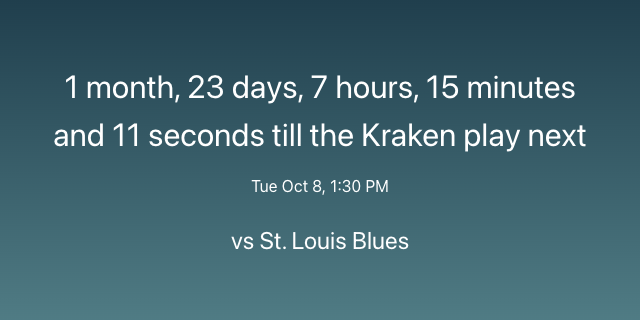 1 month, 23 days, 7 hours, 15 minutes
and 11 seconds till the Kraken play next
Tue Oct 8, 1:30 PM
vs St. Louis Blues